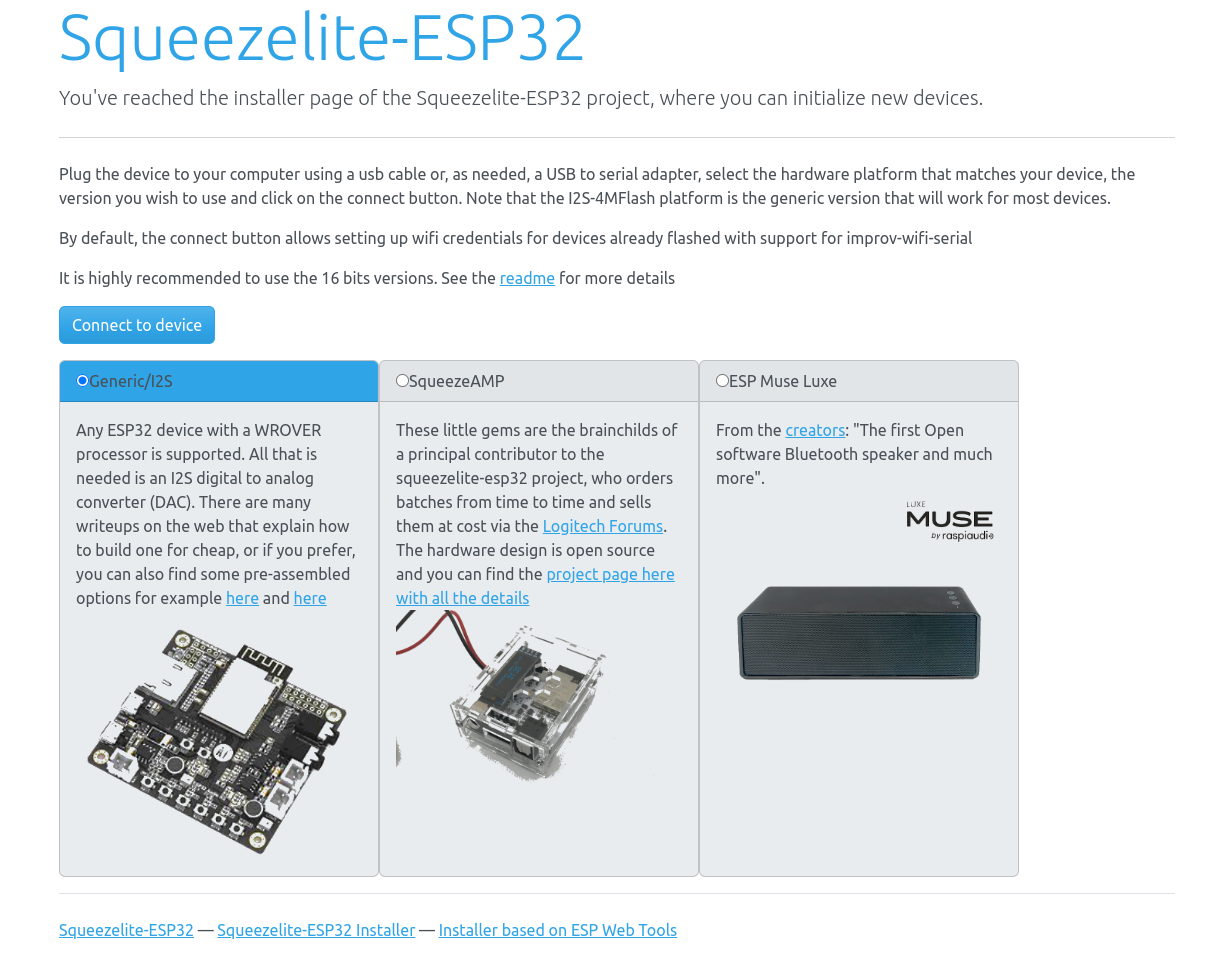 Squeezelite-ESP32
You've reached the installer page of the Squeezelite-ESP32 project, where you can initialize new devices.
Plug the device to your computer using a usb cable or, as needed, a USB to serial adapter, select the hardware platform that matches your device, the
version you wish to use and click on the connect button. Note that the I2S-4MFlash platform is the generic version that will work for most devices.
By default, the connect button allows setting up wifi credentials for devices already flashed with support for improv-wifi-serial
It is highly recommended to use the 16 bits versions. See the readme for more details
Connect to device
Generic/I2S
Any ESP32 device with a WROVER
processor is supported. All that is
needed is an I2S digital to analog
converter (DAC). There are many
writeups on the web that explain how
to build one for cheap, or if you prefer,
you can also find some pre-assembled
options for example here and here
SqueezeAMP
These little gems are the brainchilds of
a principal contributor to the
squeezelite-esp32 project, who orders
batches from time to time and sells
them at cost via the Logitech Forums.
The hardware design is open source
and you can find the project page here
with all the details
ESP Muse Luxe
From the creators: "The first Open
software Bluetooth speaker and much
more".
LUXE
MUSE
by raspiaudio
Squeezelite-ESP32 — Squeezelite-ESP32 Installer — Installer based on ESP Web Tools